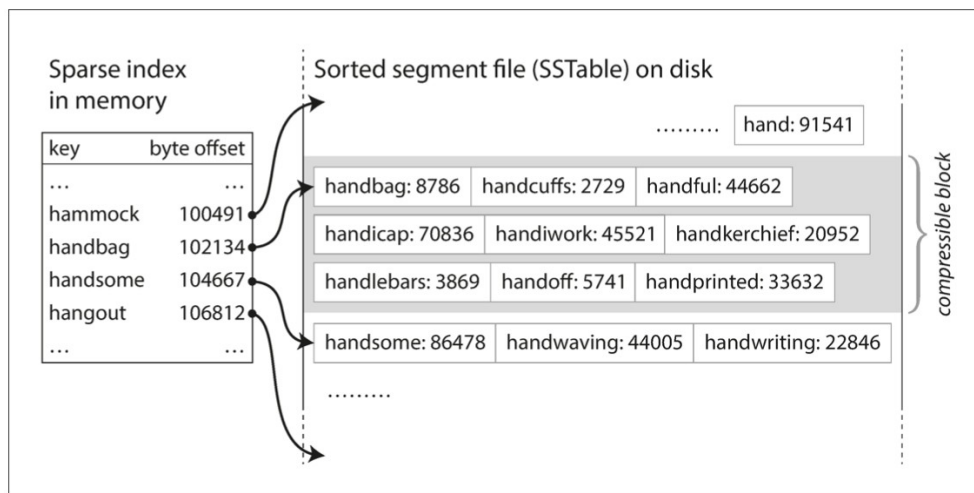 Sparse index
in memory
key byte offset
... ...
hammock 100491
handbag 102134
handsome 104667
hangout 106812
... ...
Sorted segment file (SSTable) on disk
......... hand: 91541
handbag: 8786 handcuffs: 2729 handful: 44662
handicap: 70836 handiwork: 45521 handkerchief: 20952
handlebars: 3869 handoff: 5741 handprinted: 33632
handsome: 86478 handwaving: 44005 handwriting: 22846
.........
compressible block